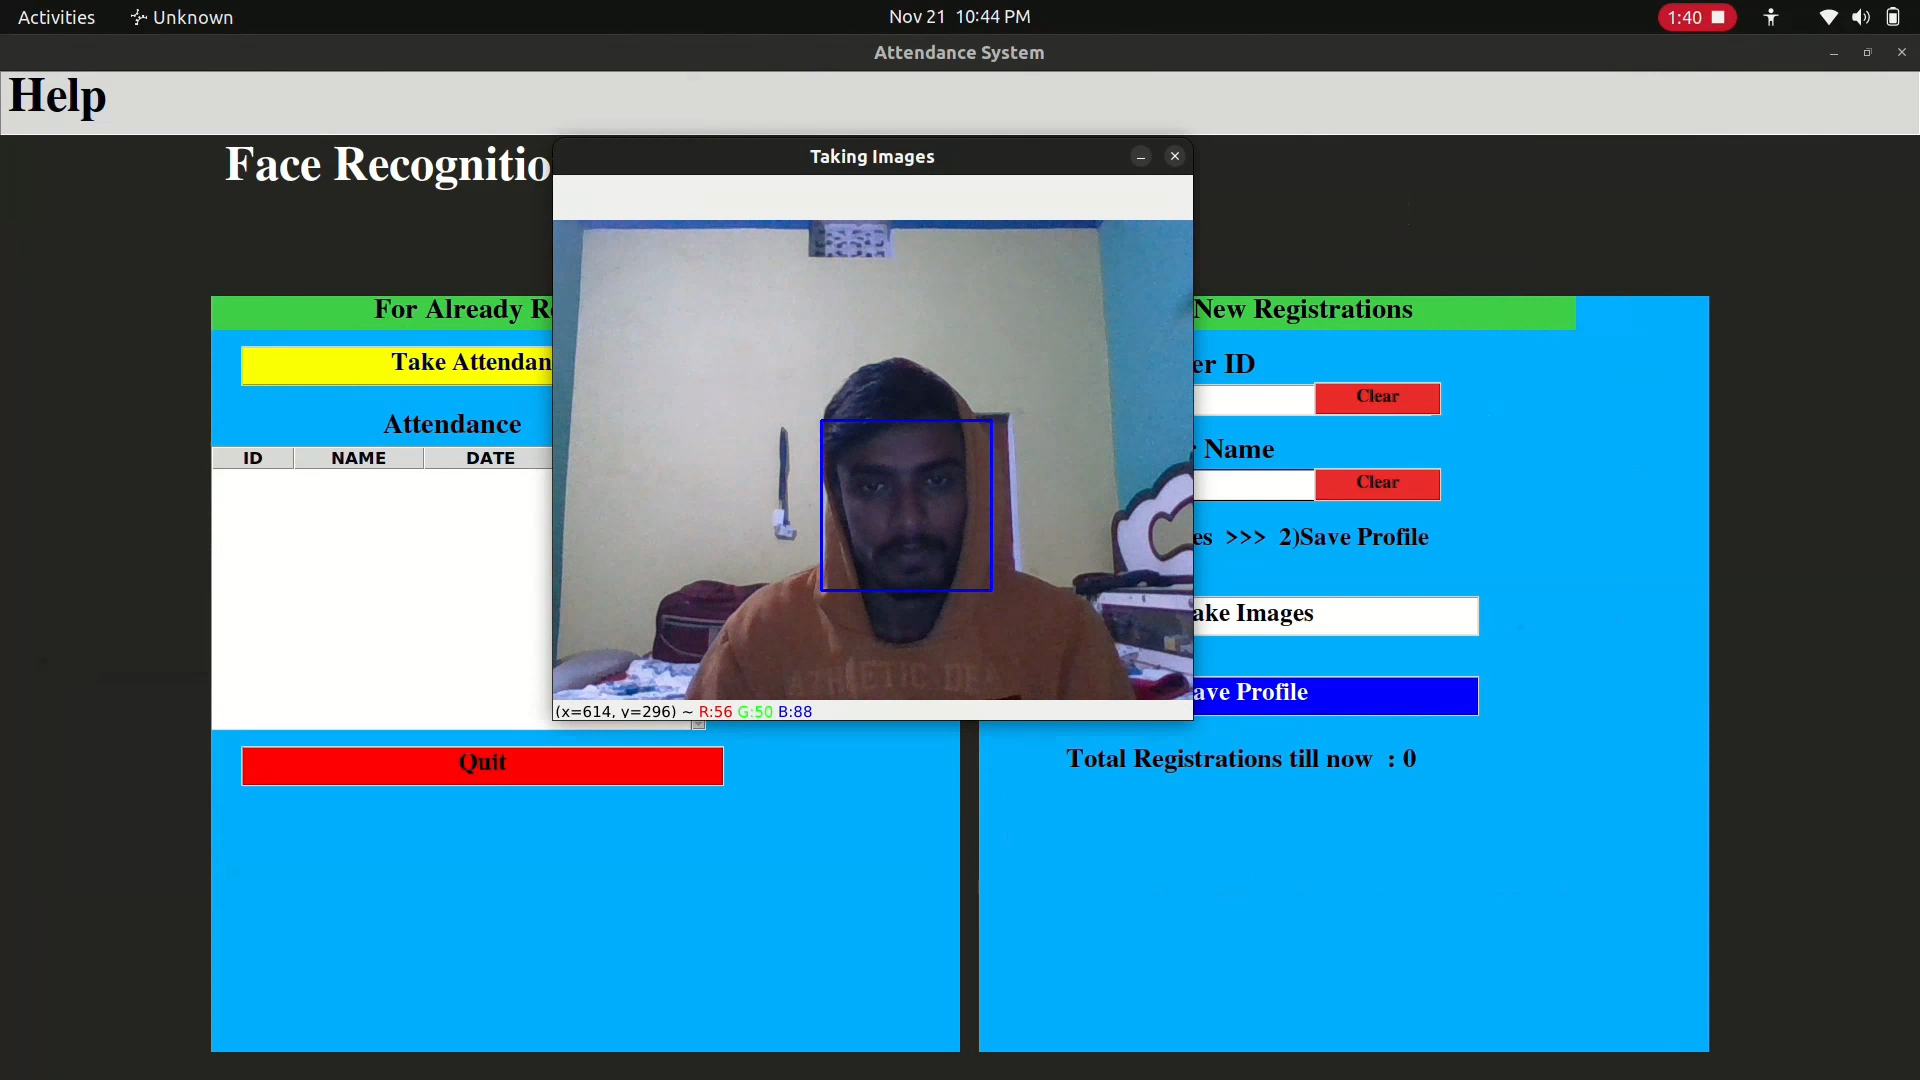 Activities
Unknown
Nov 21 10:44 PM
1:40
Attendance System
Help
Face Recognitio
Taking Images
For Already Re
New Registrations
Take Attendan
er ID
Clear
Attendance
Name
Clear
ID NAME DATE
es >>> 2)Save Profile
ake Images
ATHLETIC
ave Profile
(x=614, y=296) ~ R:56 G:50 B:88
Quit
Total Registrations till now : 0